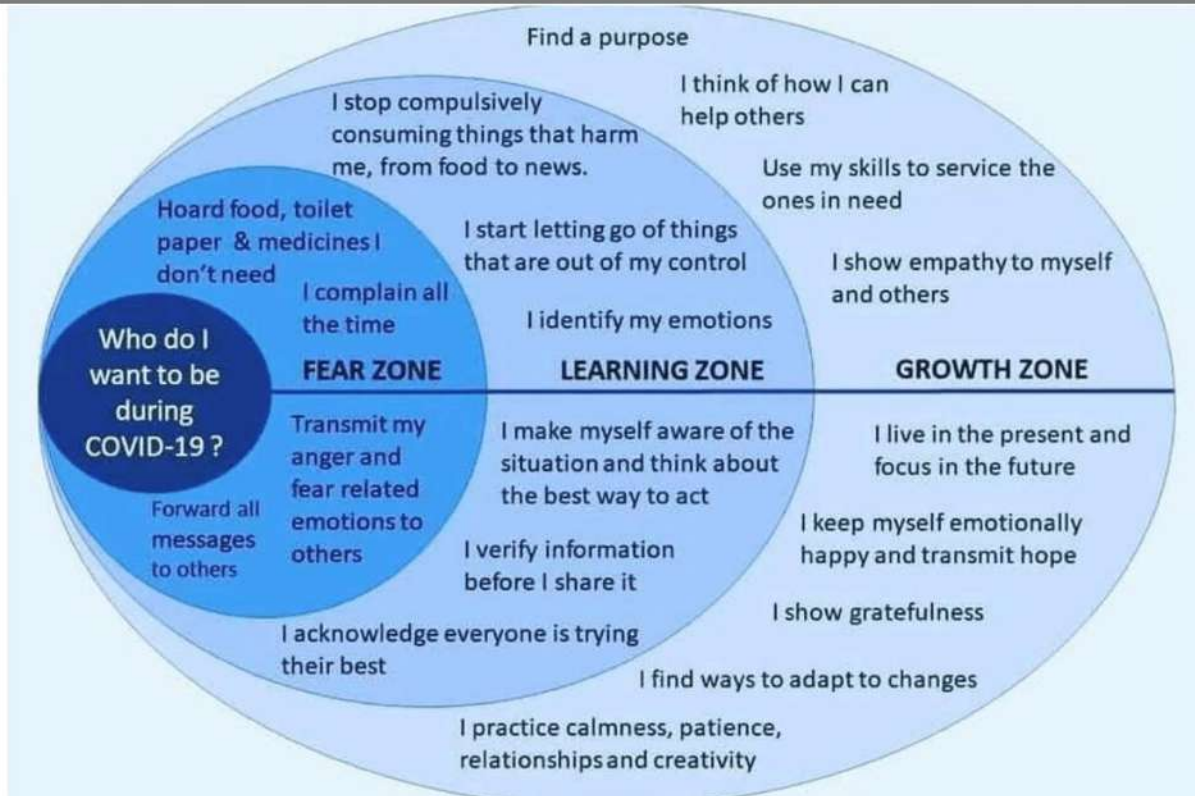 Find a purpose
I think of how I can
help others
Use my skills to service the
ones in need
I show empathy to myself
and others
I stop compulsively
consuming things that harm
me, from food to news.
I start letting go of things
that are out of my control
I identify my emotions
Hoard food, toilet
paper & medicines I
don't need
I complain all
the time
Who do I
want to be
during
COVID-19 ?
FEAR ZONE
LEARNING ZONE
GROWTH ZONE
Transmit my
anger and
fear related
emotions to
others
Forward all
messages
to others
I make myself aware of the
situation and think about
the best way to act
I verify information
before I share it
I acknowledge everyone is trying
their best
I live in the present and
focus in the future
I keep myself emotionally
happy and transmit hope
I show gratefulness
I find ways to adapt to changes
I practice calmness, patience,
relationships and creativity